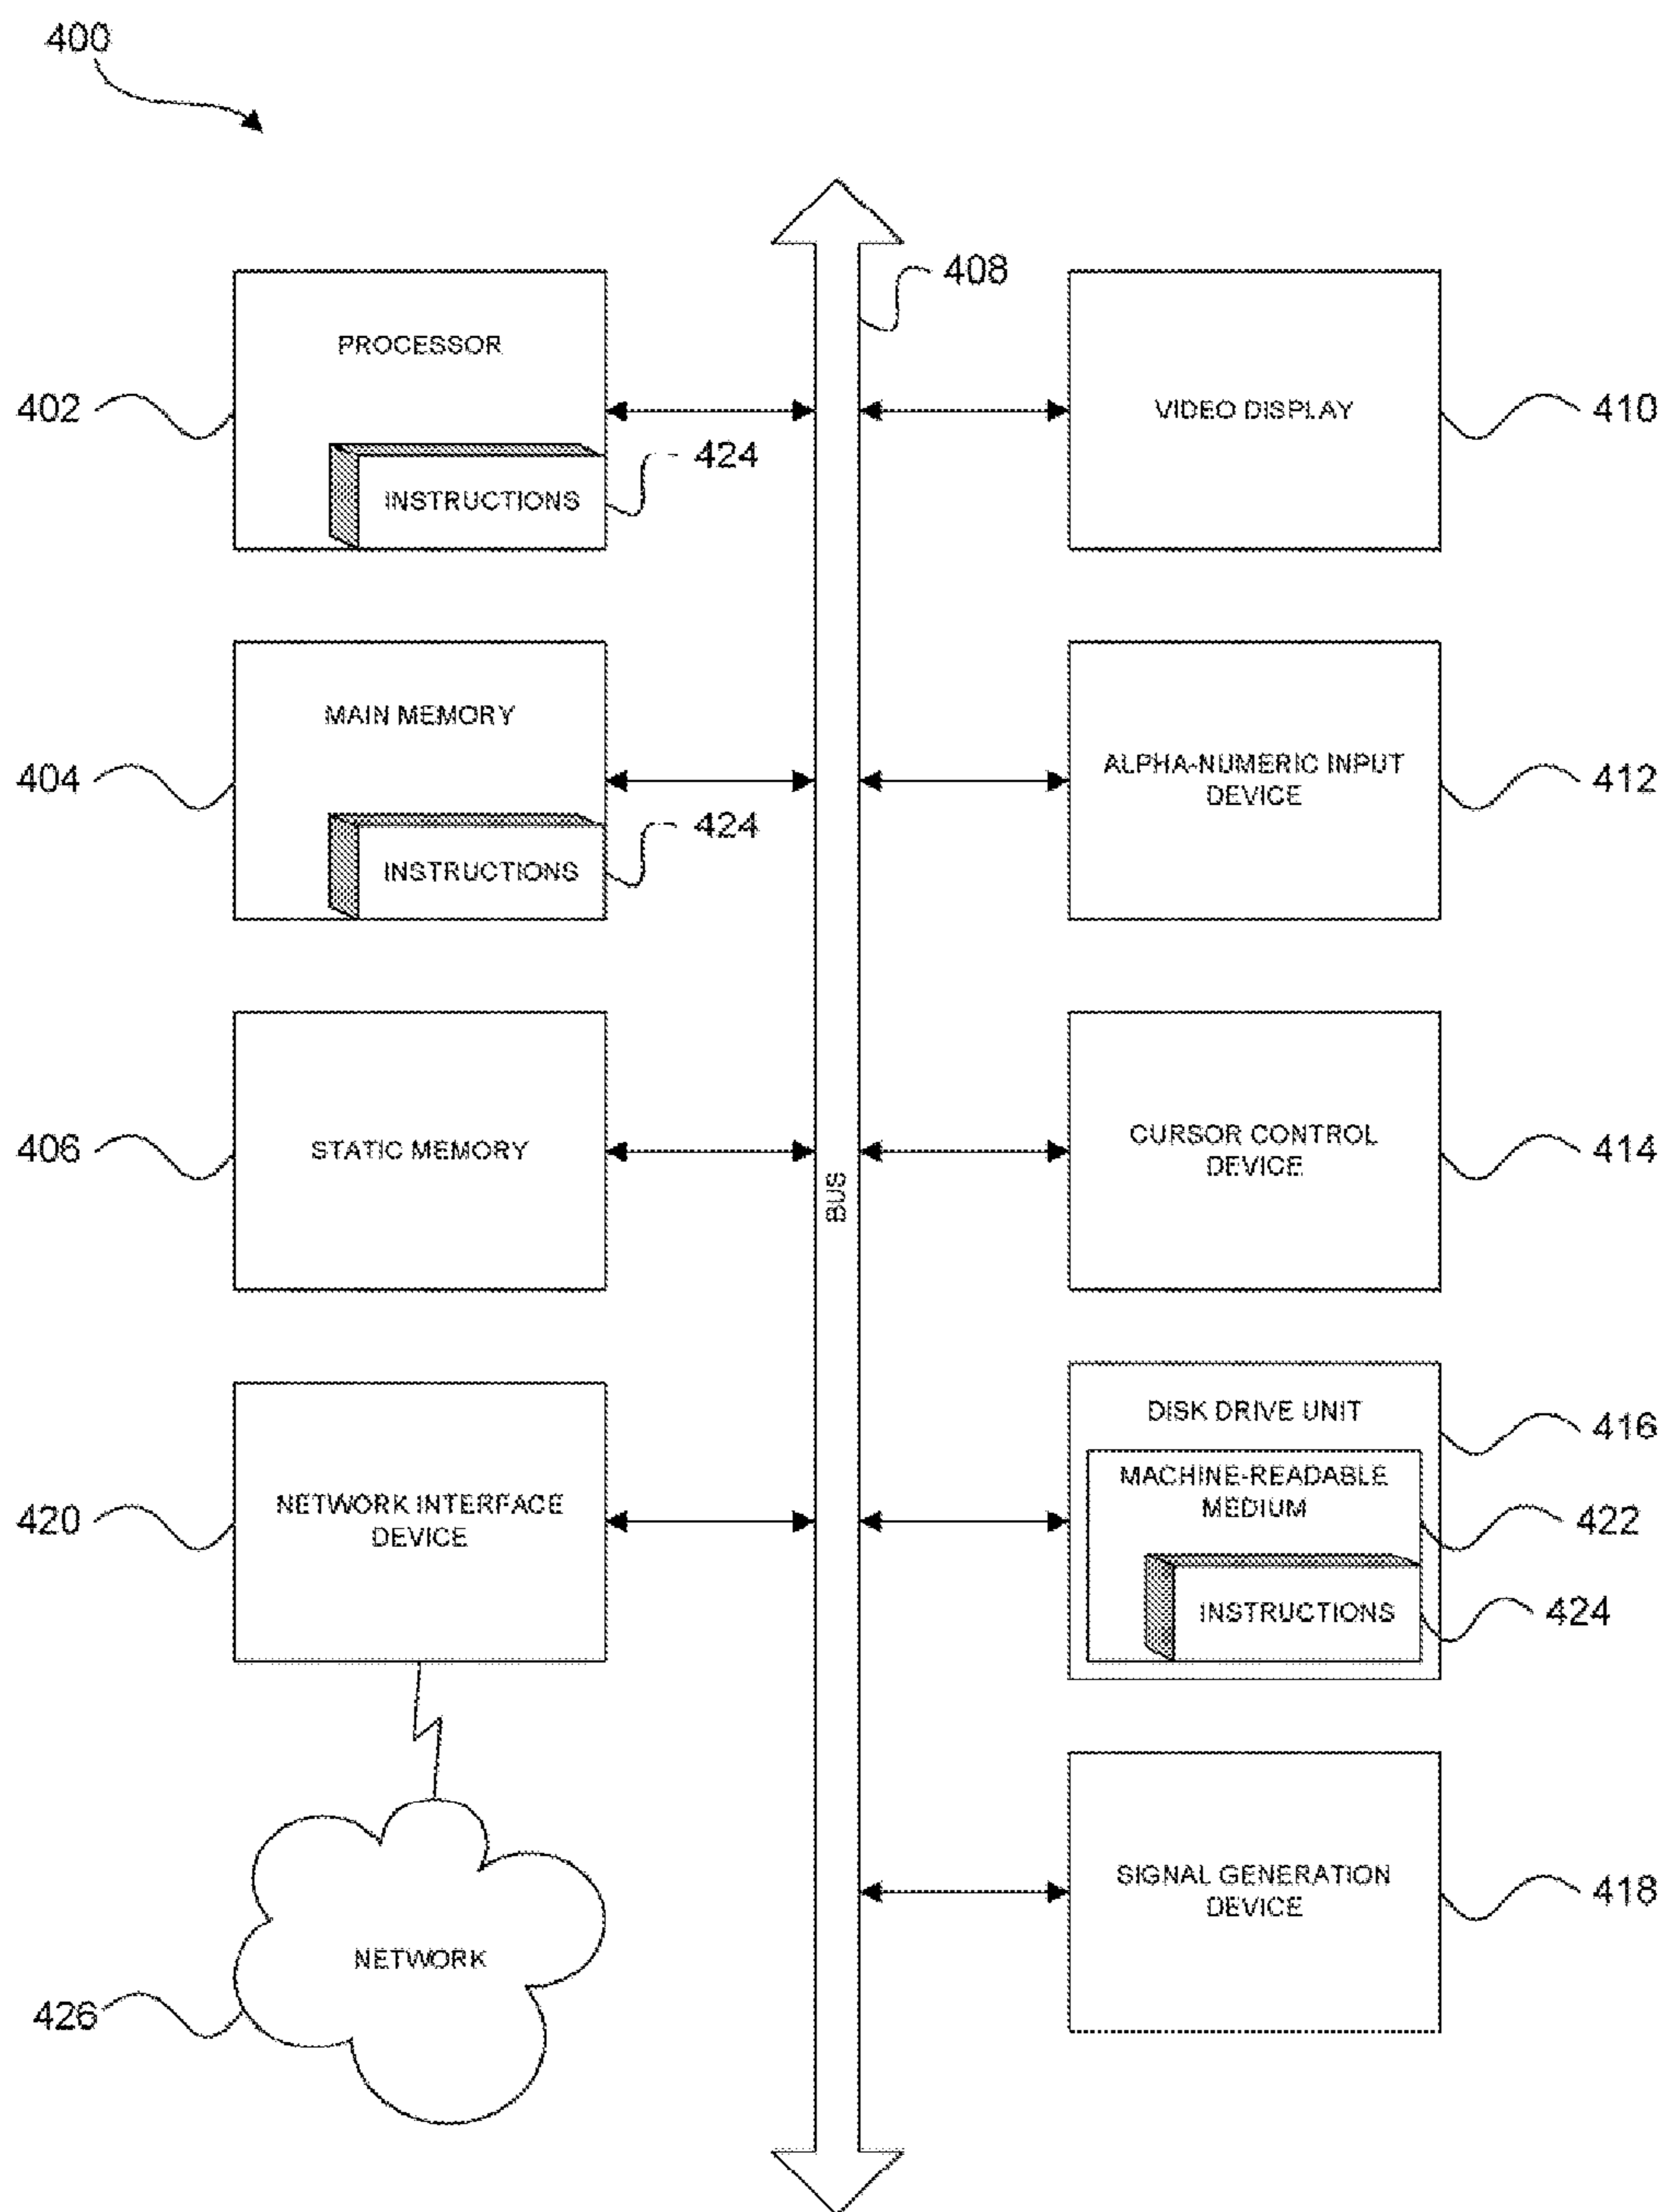 400
408
PROCESSOR
402
424
INSTRUCTIONS
VIDEO DISPLAY
410
MAIN MEMORY
404
424
INSTRUCTIONS
ALPHA-NUMERIC INPUT
DEVICE
412
406
STATIC MEMORY
BUS
CURSOR CONTROL
DEVICE
414
420
NETWORK INTERFACE
DEVICE
DISK DRIVE UNIT
416
MACHINE-READABLE
MEDIUM
422
INSTRUCTIONS
424
NETWORK
426
SIGNAL GENERATION
DEVICE
418